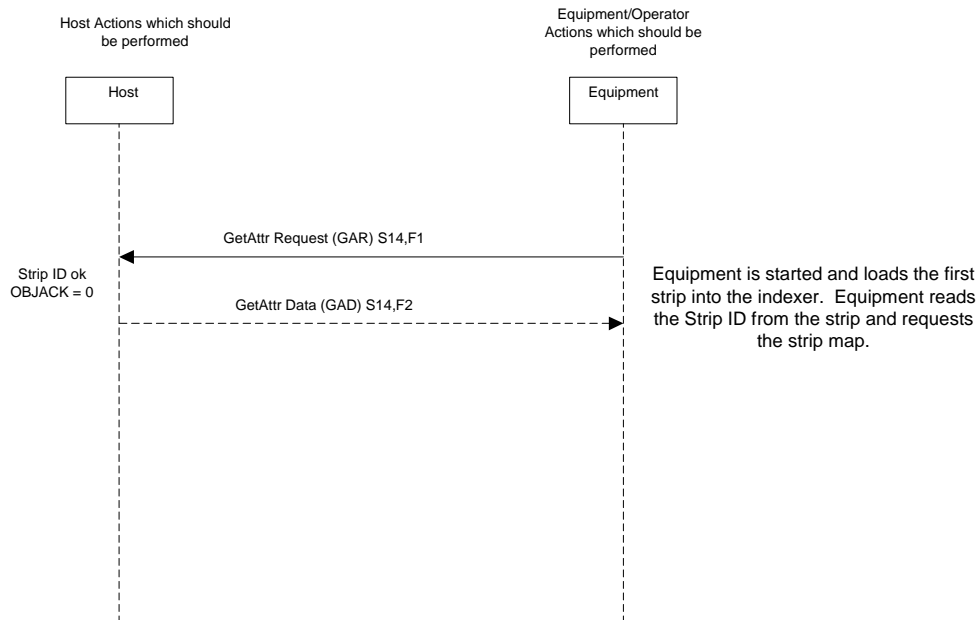 Host Actions which should
be performed
Equipment/Operator
Actions which should be
performed
Host
Equipment
GetAttr Request (GAR) S14,F1
Strip ID ok
OBJACK = 0
GetAttr Data (GAD) S14,F2
Equipment is started and loads the first
strip into the indexer.  Equipment reads
the Strip ID from the strip and requests
the strip map.